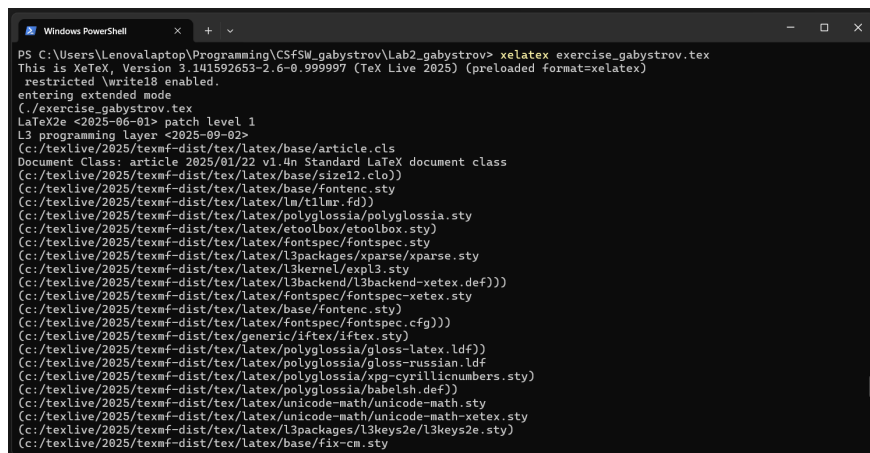 Windows PowerShell
PS C:\Users\Lenovalaptop\Programming\CSfSW_gabystrov\Lab2_gabystrov> xelatex exercise_gabystrov.tex
This is XeTeX, Version 3.141592653-2.6-0.999997 (TeX Live 2025) (preloaded format=xelatex)
 restricted \write18 enabled.
entering extended mode
(./exercise_gabystrov.tex
LaTeX2e <2025-06-01> patch level 1
L3 programming layer <2025-09-02>
(c:/texlive/2025/texmf-dist/tex/latex/base/article.cls
Document Class: article 2025/01/22 v1.4n Standard LaTeX document class
(c:/texlive/2025/texmf-dist/tex/latex/base/size12.clo))
(c:/texlive/2025/texmf-dist/tex/latex/base/fontenc.sty
(c:/texlive/2025/texmf-dist/tex/latex/lm/t1lmr.fd))
(c:/texlive/2025/texmf-dist/tex/latex/polyglossia/polyglossia.sty
(c:/texlive/2025/texmf-dist/tex/latex/etoolbox/etoolbox.sty)
(c:/texlive/2025/texmf-dist/tex/latex/fontspec/fontspec.sty
(c:/texlive/2025/texmf-dist/tex/latex/l3packages/xparse/xparse.sty
(c:/texlive/2025/texmf-dist/tex/latex/l3kernel/expl3.sty
(c:/texlive/2025/texmf-dist/tex/latex/l3backend/l3backend-xetex.def)))
(c:/texlive/2025/texmf-dist/tex/latex/fontspec/fontspec-xetex.sty
(c:/texlive/2025/texmf-dist/tex/latex/base/fontenc.sty)
(c:/texlive/2025/texmf-dist/tex/latex/fontspec/fontspec.cfg)))
(c:/texlive/2025/texmf-dist/tex/generic/iftex/iftex.sty)
(c:/texlive/2025/texmf-dist/tex/latex/polyglossia/gloss-latex.ldf))
(c:/texlive/2025/texmf-dist/tex/latex/polyglossia/gloss-russian.ldf
(c:/texlive/2025/texmf-dist/tex/latex/polyglossia/xpg-cyrillicnumbers.sty)
(c:/texlive/2025/texmf-dist/tex/latex/polyglossia/babelsh.def))
(c:/texlive/2025/texmf-dist/tex/latex/unicode-math/unicode-math.sty
(c:/texlive/2025/texmf-dist/tex/latex/unicode-math/unicode-math-xetex.sty
(c:/texlive/2025/texmf-dist/tex/latex/l3packages/l3keys2e/l3keys2e.sty)
(c:/texlive/2025/texmf-dist/tex/latex/base/fix-cm.sty